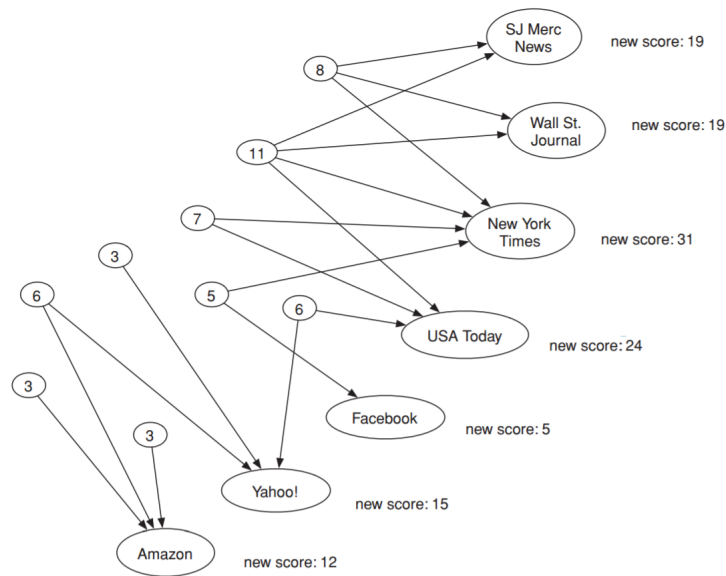 SJ Merc
News
new score: 19
8
Wall St.
Journal
new score: 19
11
New York
Times
new score: 31
7
3
6
5
6
USA Today
new score: 24
3
Facebook
new score: 5
3
Yahoo!
new score: 15
Amazon
new score: 12